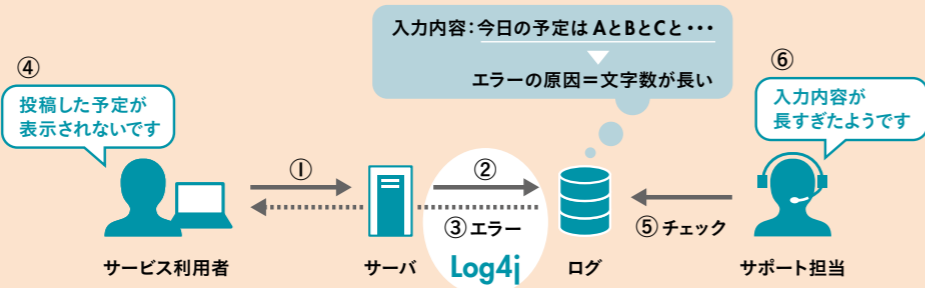 入力内容：今日の予定は AとBとCと・・・
エラーの原因＝文字数が長い
④
投稿した予定が
表示されないです
⑥
入力内容が
長すぎたようです
①
②
③エラー
⑤チェック
サービス利用者
サーバ
Log4j
ログ
サポート担当